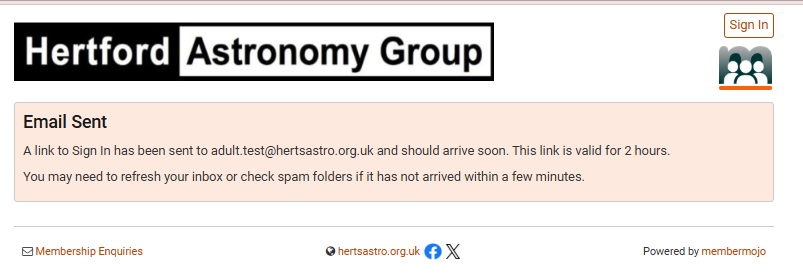 Sign In
Hertford Astronomy Group
Email Sent
A link to Sign In has been sent to adult.test@hertsastro.org.uk and should arrive soon. This link is valid for 2 hours.
You may need to refresh your inbox or check spam folders if it has not arrived within a few minutes.
Membership Enquiries hertsastro.org.uk Powered by membermojo